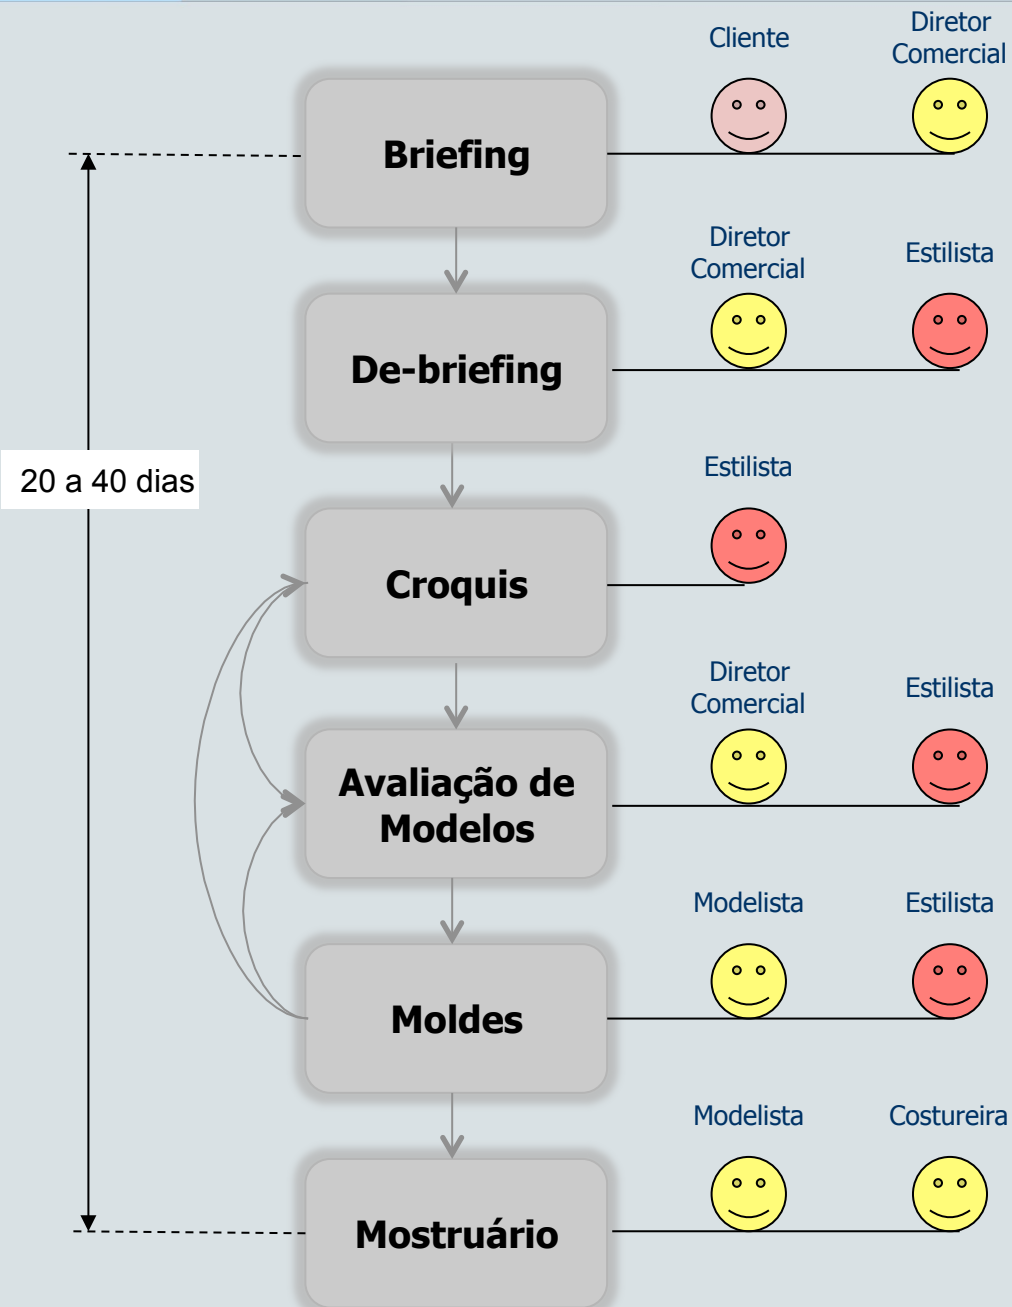 Cliente
Diretor
Comercial
Briefing
Diretor
Comercial
Estilista
De-briefing
Estilista
20 a 40 dias
Croquis
Diretor
Comercial
Estilista
Avaliação de
Modelos
Modelista
Estilista
Moldes
Modelista
Costureira
Mostruário